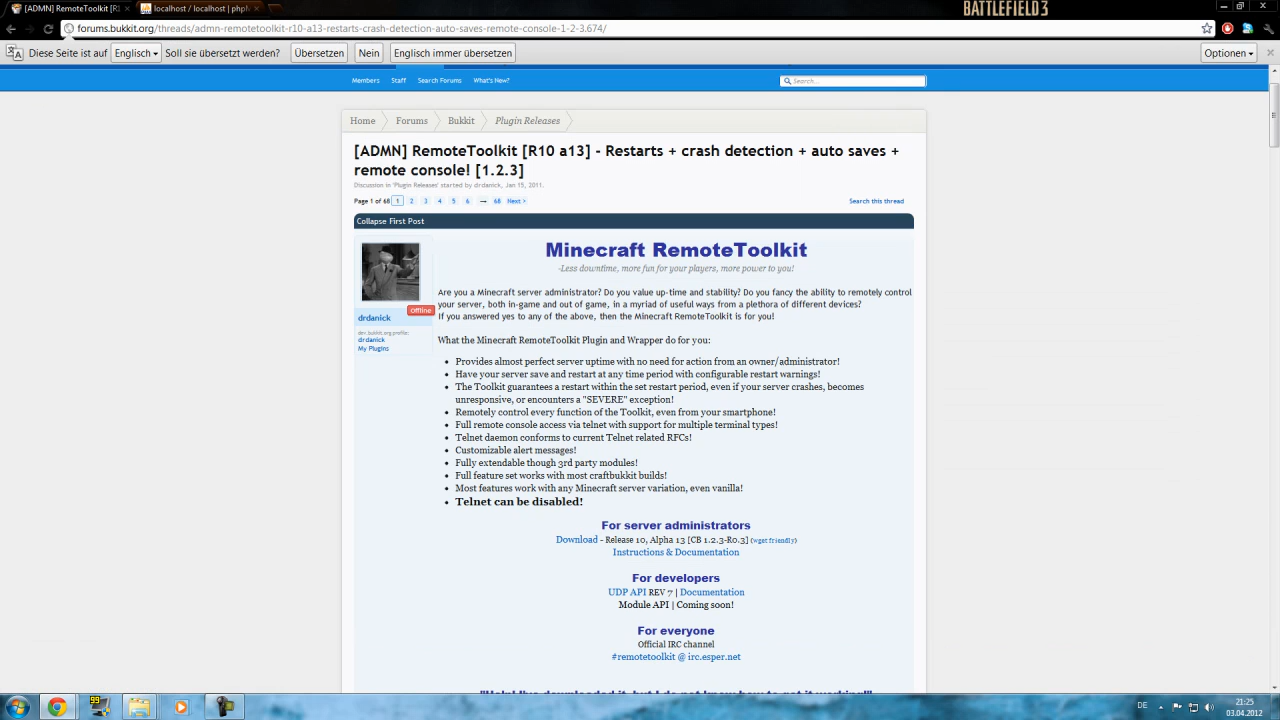 [ADMN] RemoteToolkit [R
localhost / localhost | phpM
BATTLEFIELD 3
forums.bukkit.org/threads/admn-remotetoolkit-r10-a13-restarts-crash-detection-auto-saves-remote-console-1-2-3.674/
Diese Seite ist auf Englisch Soll sie übersetzt werden? Übersetzen Nein Englisch immer übersetzen Optionen
Members Staff Search Forums What's New? Search...
Home Forums Bukkit Plugin Releases
[ADMN] RemoteToolkit [R10 a13] - Restarts + crash detection + auto saves +
remote console! [1.2.3]
Discussion in 'Plugin Releases' started by drdanick, Jan 15, 2011.
Page 1 of 68 1 2 3 4 5 6 → 68 Next > Search this thread
Collapse First Post
Minecraft RemoteToolkit
-Less downtime, more fun for your players, more power to you!
Offline
drdanick
dev.bukkit.org profile:
drdanick
My Plugins
Are you a Minecraft server administrator? Do you value up-time and stability? Do you fancy the ability to remotely control
your server, both in-game and out of game, in a myriad of useful ways from a plethora of different devices?
If you answered yes to any of the above, then the Minecraft RemoteToolkit is for you!
What the Minecraft RemoteToolkit Plugin and Wrapper do for you:
• Provides almost perfect server uptime with no need for action from an owner/administrator!
• Have your server save and restart at any time period with configurable restart warnings!
• The Toolkit guarantees a restart within the set restart period, even if your server crashes, becomes
unresponsive, or encounters a "SEVERE" exception!
• Remotely control every function of the Toolkit, even from your smartphone!
• Full remote console access via telnet with support for multiple terminal types!
• Telnet daemon conforms to current Telnet related RFCs!
• Customizable alert messages!
• Fully extendable though 3rd party modules!
• Full feature set works with most craftbukkit builds!
• Most features work with any Minecraft server variation, even vanilla!
• Telnet can be disabled!
For server administrators
Download - Release 10, Alpha 13 [CB 1.2.3-R0.3] (wget friendly)
Instructions & Documentation
For developers
UDP API REV 7 | Documentation
Module API | Coming soon!
For everyone
Official IRC channel
#remotetoolkit @ irc.esper.net
"Help! I've downloaded it, but I do not know how to get it working!"
99
DE
21:25
03.04.2012